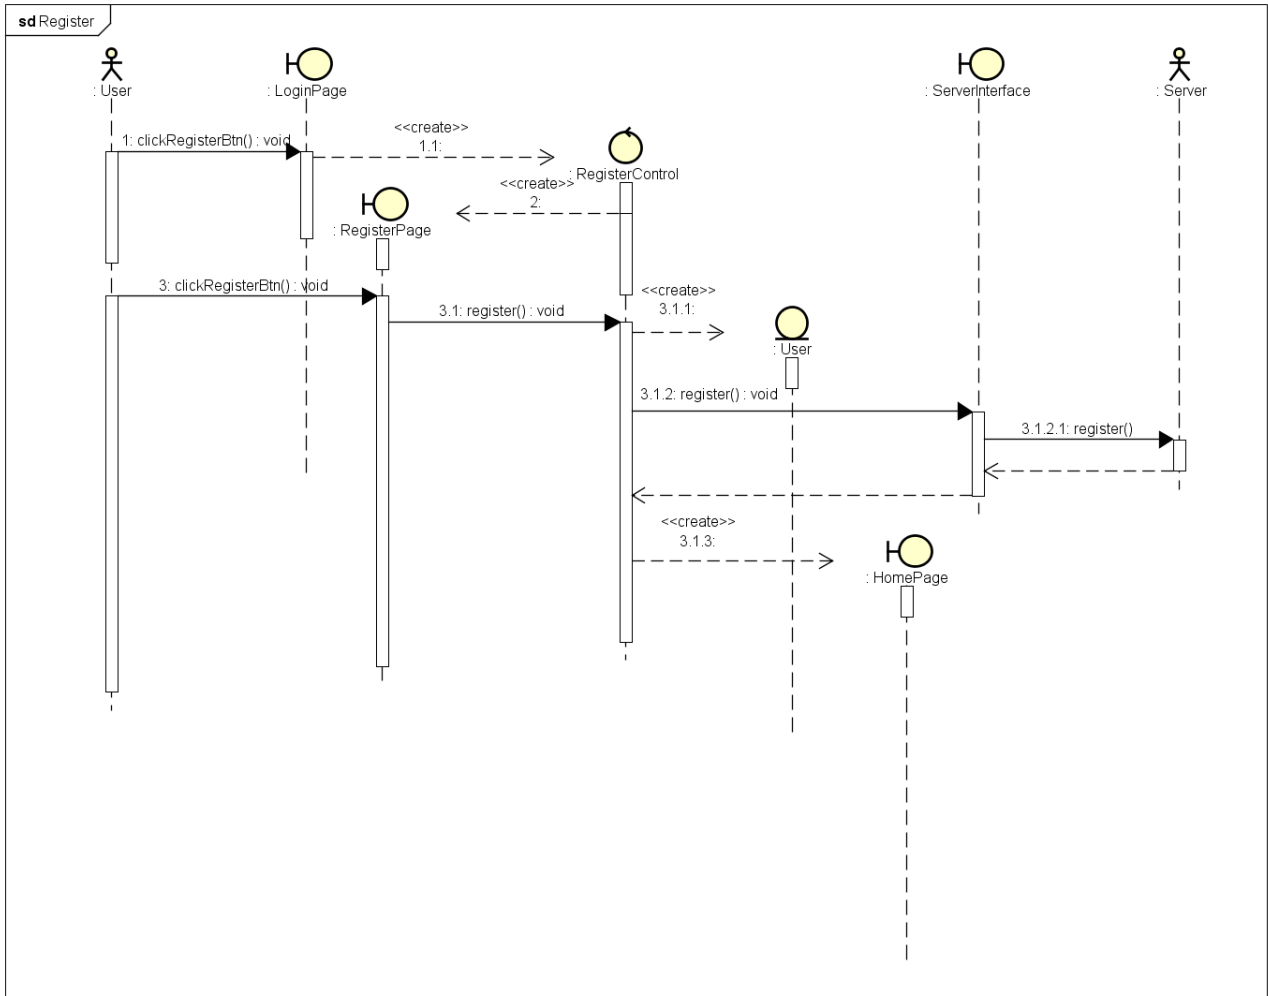 sd Register
: User
: LoginPage
: ServerInterface
: Server
1: clickRegisterBtn() : void
<<create>>
1.1:
: RegisterControl
<<create>>
2:
: RegisterPage
3: clickRegisterBtn() : void
<<create>>
3.1.1:
3.1: register() : void
: User
3.1.2: register() : void
3.1.2.1: register()
<<create>>
3.1.3:
: HomePage